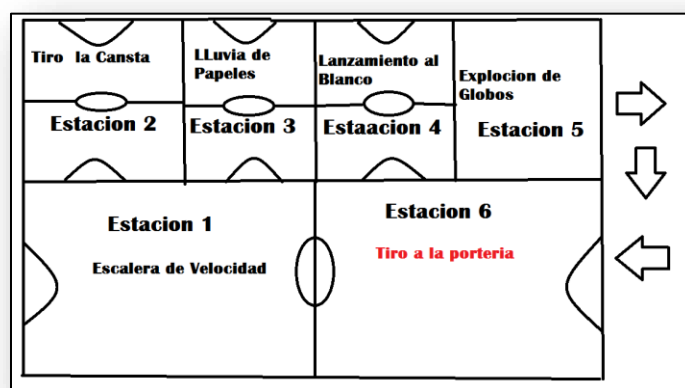 Tiro la Cansta
Estacion 2
LLuvia de
Papeles
Estacion 3
Lanzamiento al
Blanco
Estaacion 4
Explocion de
Globos
Estacion 5
Estacion 1
Escalera de Velocidad
Estacion 6
Tiro a la porteria